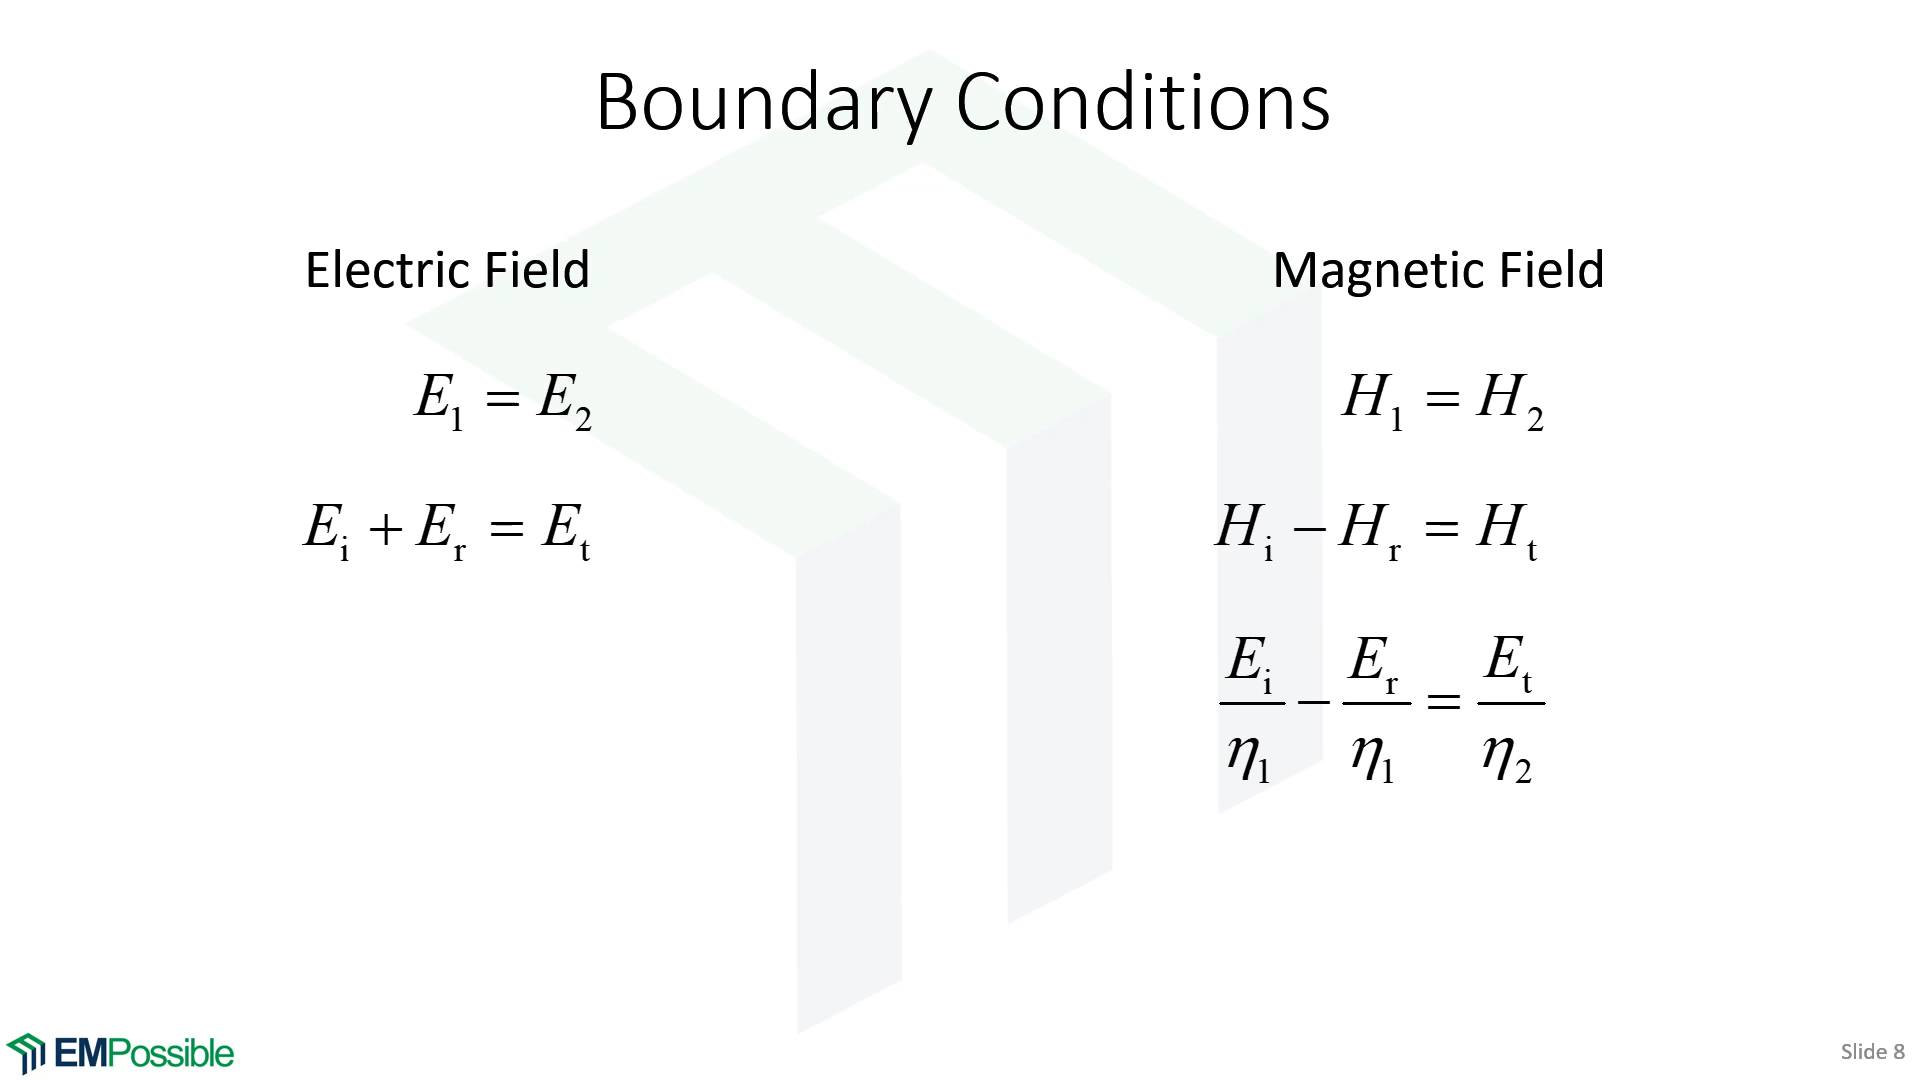 Boundary Conditions
Electric Field
E₁ = E₂
Eᵢ + Eᵣ = Eₜ
Magnetic Field
H₁ = H₂
Hᵢ − Hᵣ = Hₜ
Eᵢ/η₁ − Eᵣ/η₁ = Eₜ/η₂
EMPossible
Slide 8